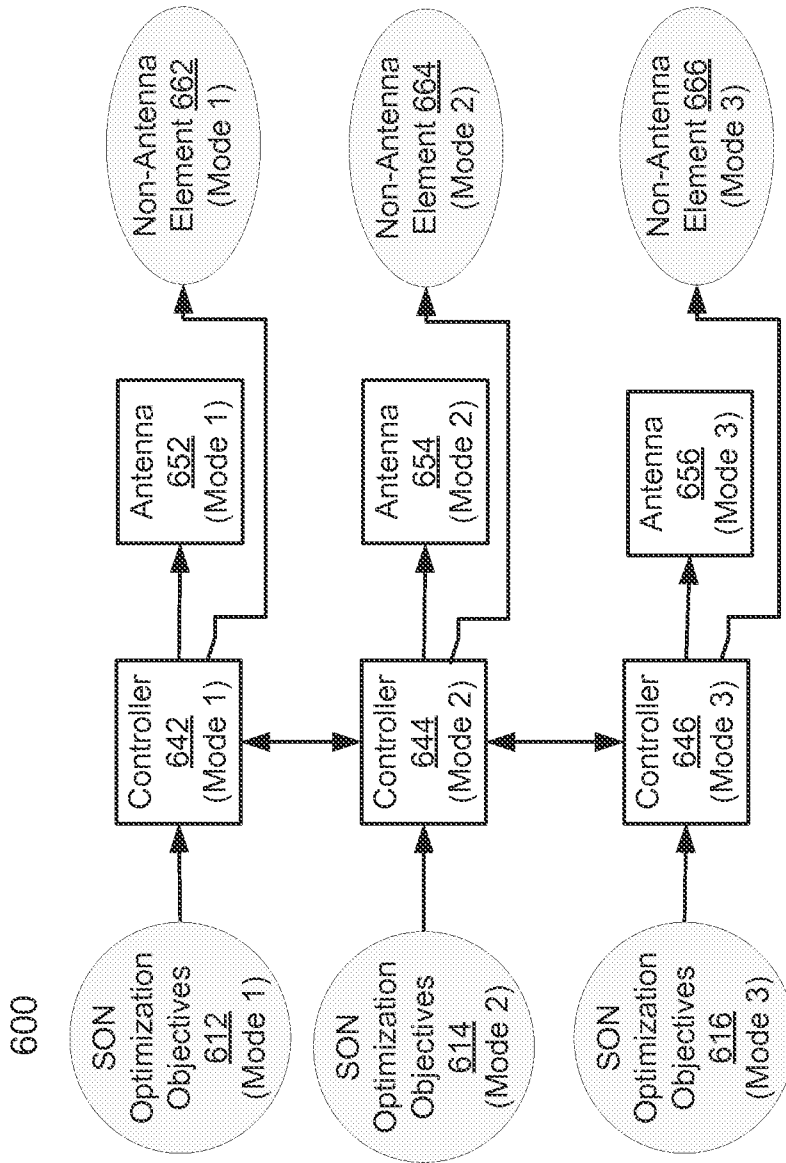 600
SON
Optimization
Objectives
612
(Mode 1)
Controller
642
(Mode 1)
Antenna
652
(Mode 1)
Non-Antenna
Element 662
(Mode 1)
SON
Optimization
Objectives
614
(Mode 2)
Controller
644
(Mode 2)
Antenna
654
(Mode 2)
Non-Antenna
Element 664
(Mode 2)
SON
Optimization
Objectives
616
(Mode 3)
Controller
646
(Mode 3)
Antenna
656
(Mode 3)
Non-Antenna
Element 666
(Mode 3)